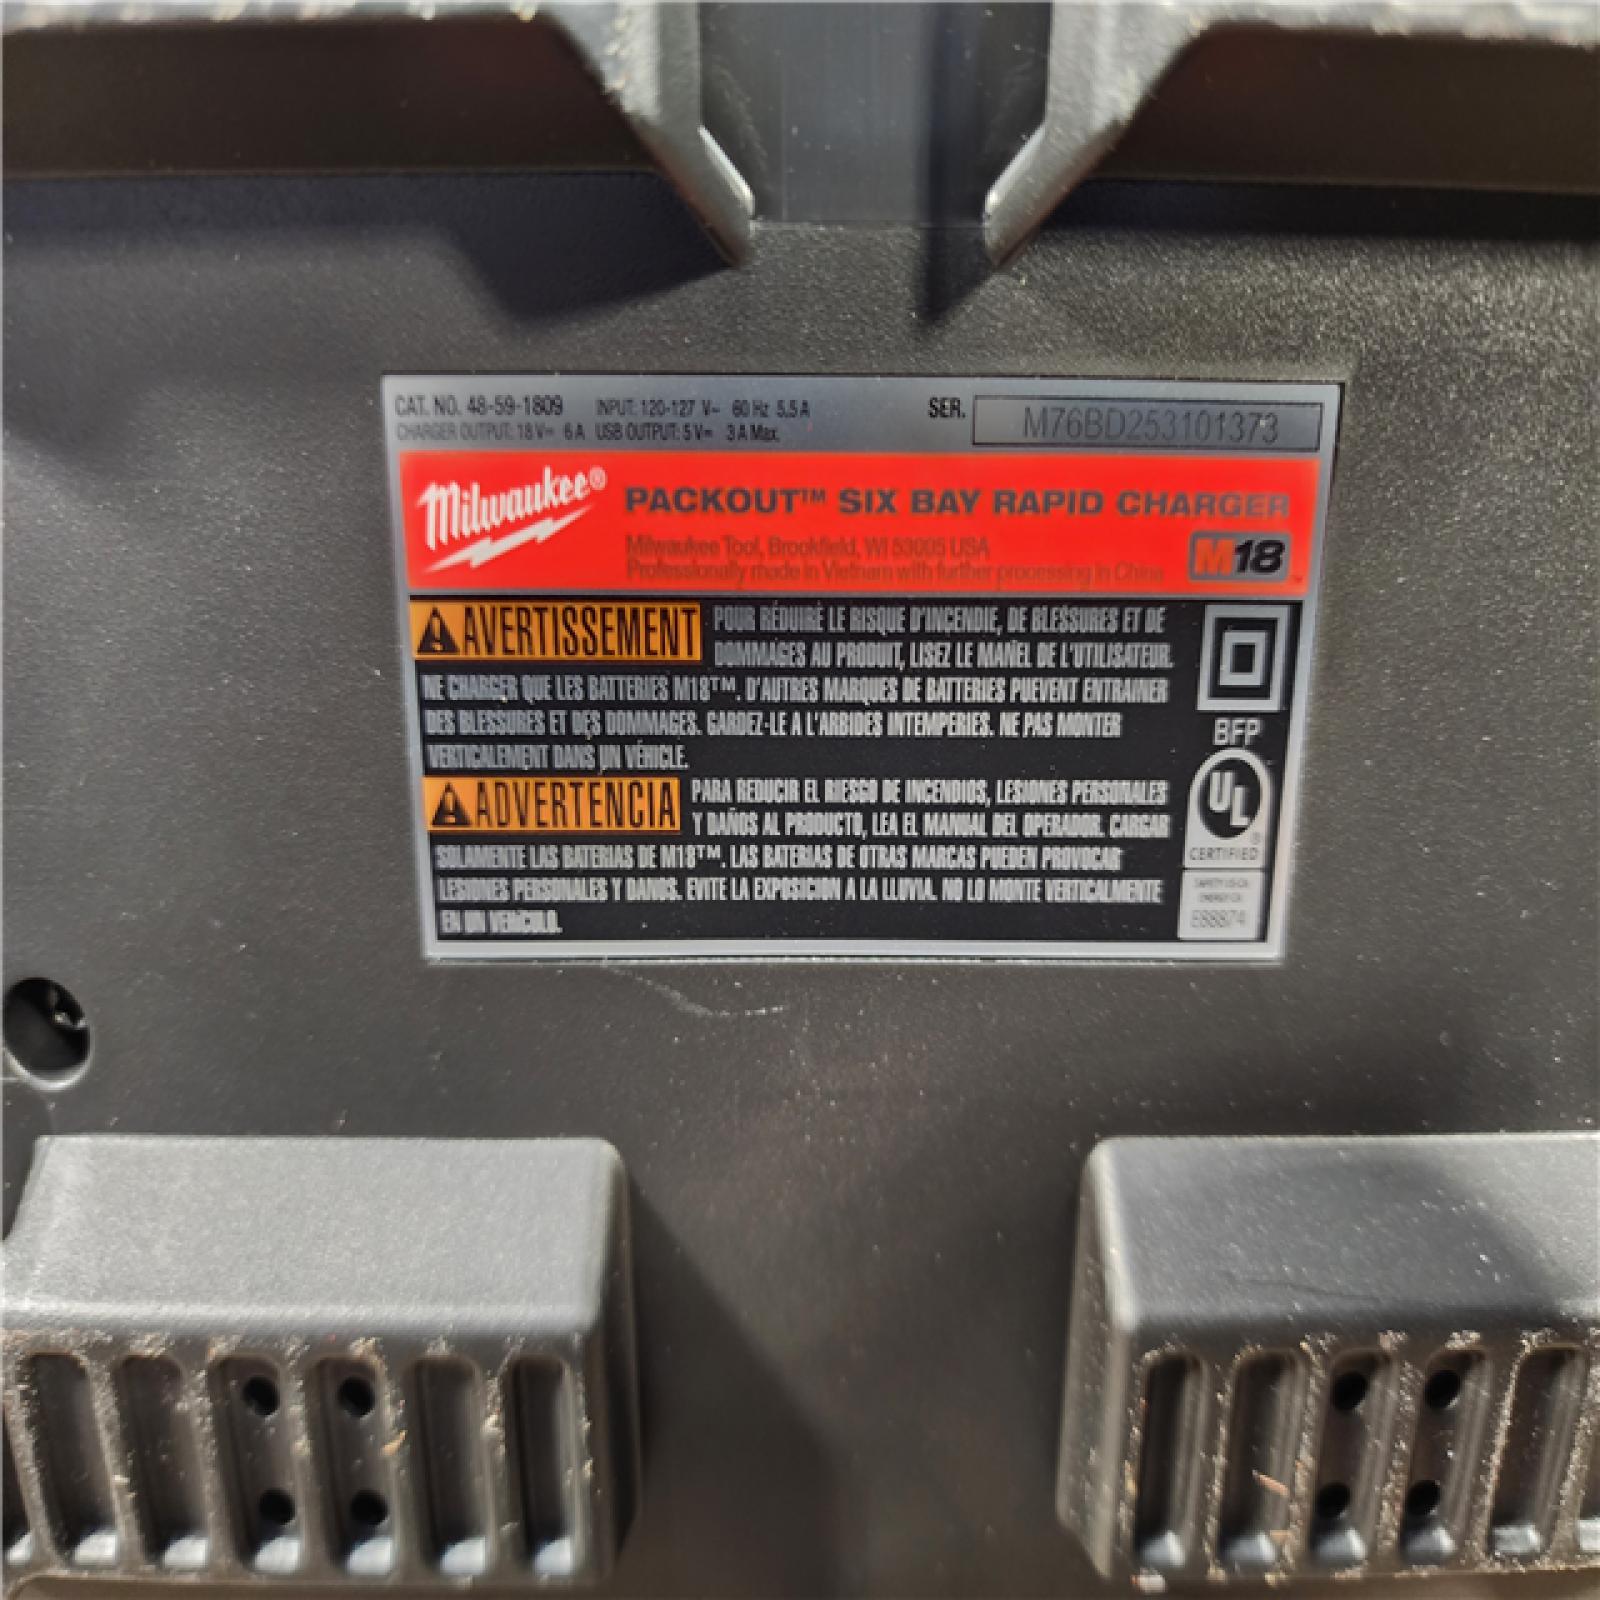 CAT. NO. 48-59-1809 INPUT: 120-127 V~ 60 Hz 5.5 A SER. M76BD253101373
CHARGER OUTPUT: 18 V⎓ 6 A USB OUTPUT: 5 V⎓ 3 A Max.
Milwaukee® PACKOUT™ SIX BAY RAPID CHARGER
Milwaukee Tool, Brookfield, WI 53005 USA
Professionally made in Vietnam with further processing in China
M18™
AVERTISSEMENT POUR RÉDUIRE LE RISQUE D'INCENDIE, DE BLESSURES ET DE
DOMMAGES AU PRODUIT, LISEZ LE MANEL DE L'UTILISATEUR.
NE CHARGER QUE LES BATTERIES M18™. D'AUTRES MARQUES DE BATTERIES PUEVENT ENTRAINER
DES BLESSURES ET DES DOMMAGES. GARDEZ-LE A L'ARBIDES INTEMPERIES. NE PAS MONTER
VERTICALEMENT DANS UN VÉHICLE.
BFP
ADVERTENCIA PARA REDUCIR EL RIESGO DE INCENDIOS, LESIONES PERSONALES
Y DAÑOS AL PRODUCTO, LEA EL MANUAL DEL OPERADOR. CARGAR
SOLAMENTE LAS BATERIAS DE M18™. LAS BATERIAS DE OTRAS MARCAS PUEDEN PROVOCAR
LESIONES PERSONALES Y DANOS. EVITE LA EXPOSICION A LA LLUVIA. NO LO MONTE VERTICALMENTE
EN UN VEHICULO.
UL®
CERTIFIED
SAFETY US-CA
ENERGY CA
E88874